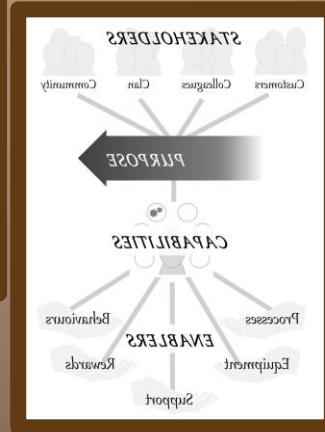 STAKEHOLDERS
Customers Colleagues Clan Community
PURPOSE
CAPABILITIES
Processes Behaviours
ENABLERS
Equipment Rewards
Support